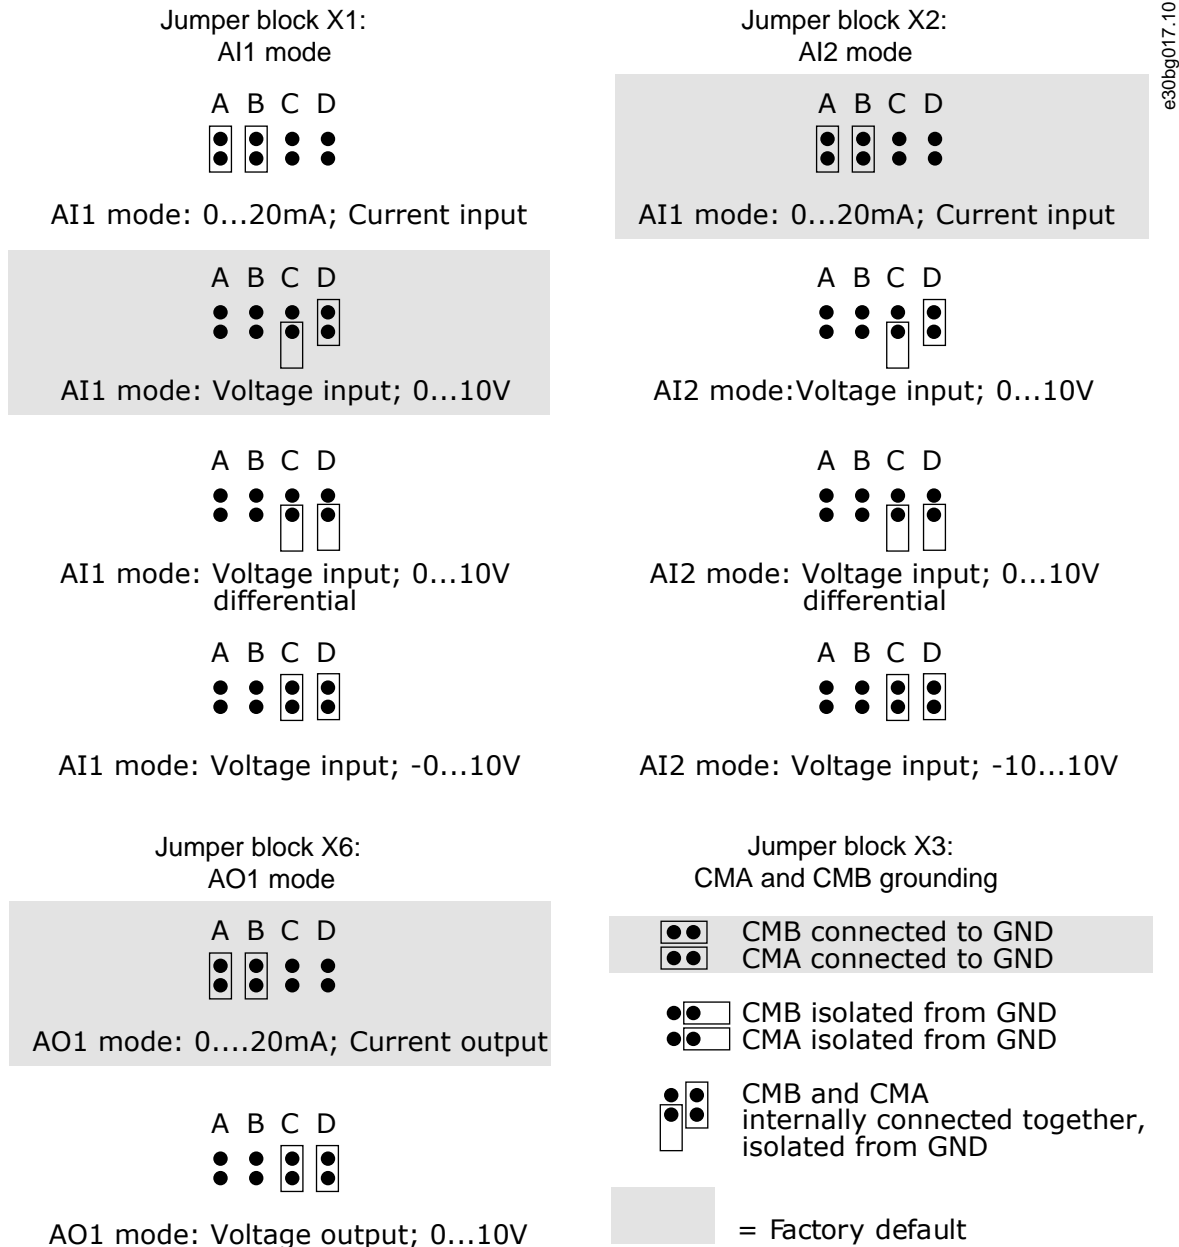 Jumper block X1:
AI1 mode
A B C D
AI1 mode: 0...20mA; Current input
A B C D
AI1 mode: Voltage input; 0...10V
A B C D
AI1 mode: Voltage input; 0...10V
differential
A B C D
AI1 mode: Voltage input; -0...10V
Jumper block X2:
AI2 mode
A B C D
AI1 mode: 0...20mA; Current input
A B C D
AI2 mode:Voltage input; 0...10V
A B C D
AI2 mode: Voltage input; 0...10V
differential
A B C D
AI2 mode: Voltage input; -10...10V
e30bg017.10
Jumper block X6:
AO1 mode
A B C D
AO1 mode: 0....20mA; Current output
A B C D
AO1 mode: Voltage output; 0...10V
Jumper block X3:
CMA and CMB grounding
CMB connected to GND
CMA connected to GND
CMB isolated from GND
CMA isolated from GND
CMB and CMA
internally connected together,
isolated from GND
= Factory default